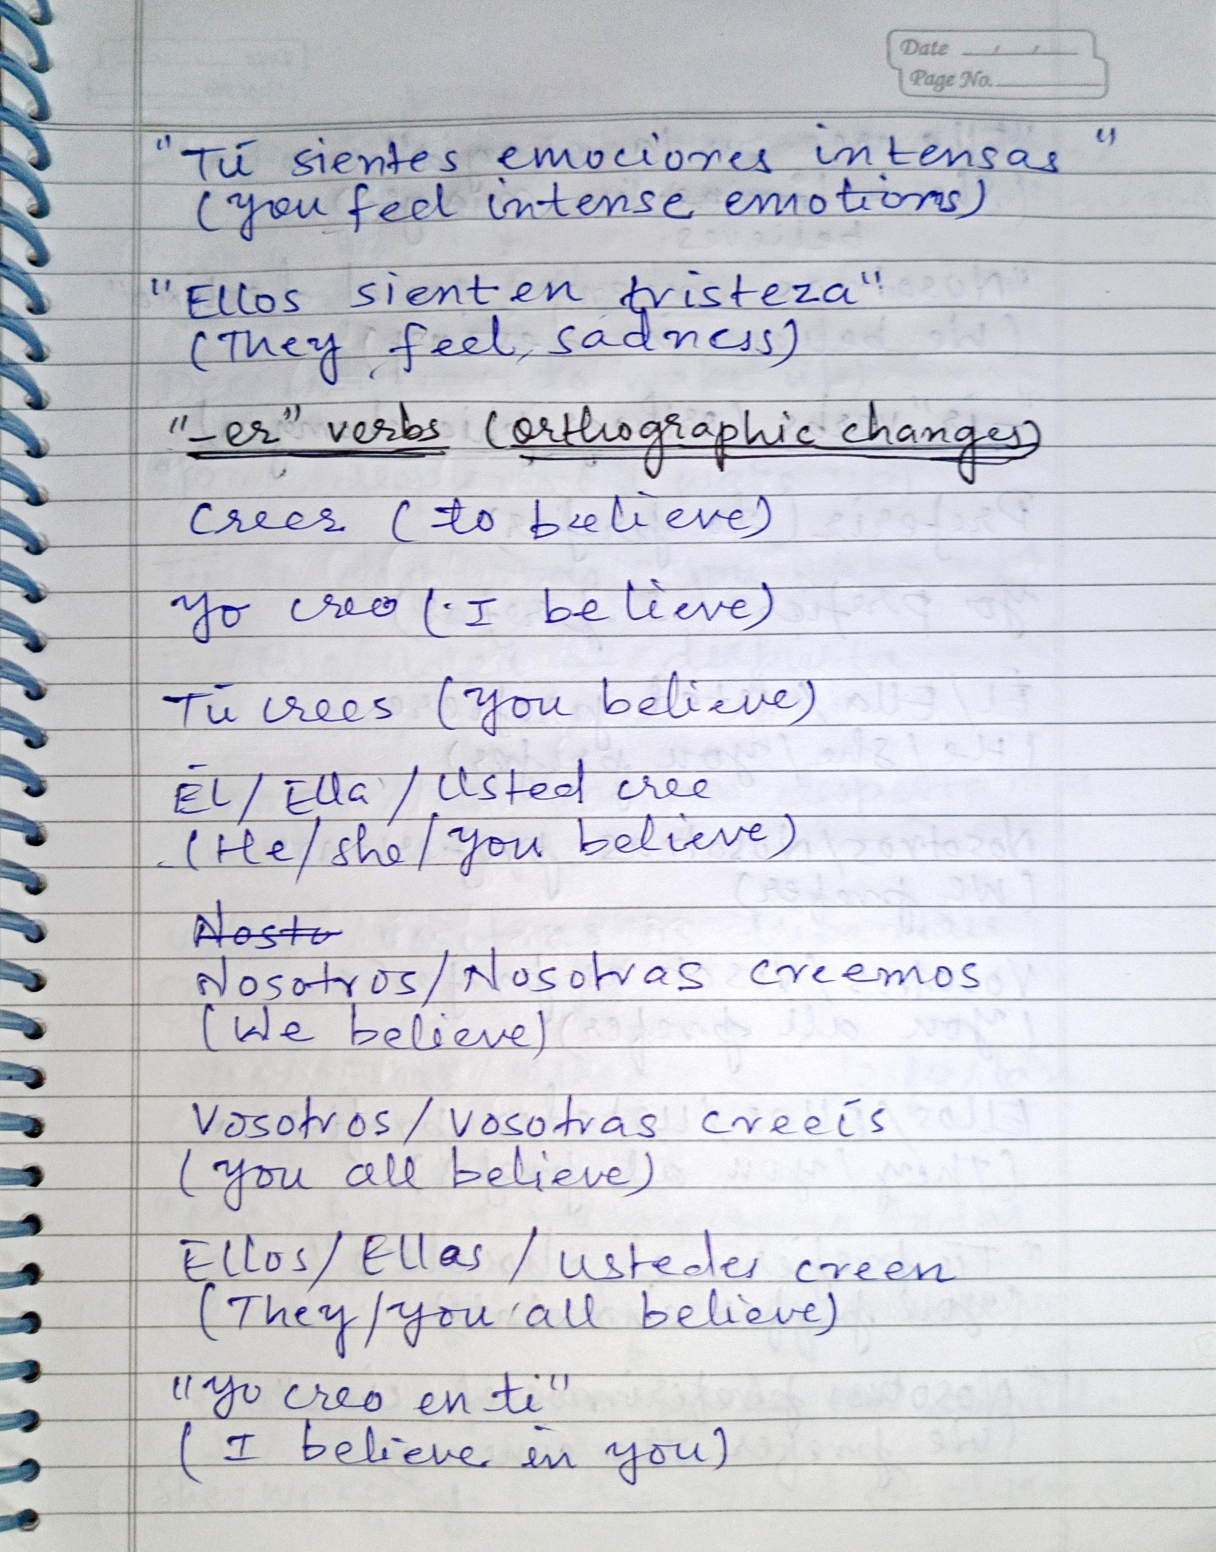 Date
Page No.
"Tú sientes emociones intensas"
(you feel intense emotions)
"Ellos sienten tristeza"
(They feel sadness)
"-er" verbs (orthographic changes)
Creer (to believe)
Yo creo (I believe)
Tú crees (you believe)
Él/Ella/Usted cree
(He/she/you believe)
Nosto
Nosotros/Nosotras creemos
(We believe)
Vosotros/Vosotras creéis
(you all believe)
Ellos/Ellas/Ustedes creen
(They/you all believe)
"Yo creo en ti"
(I believe in you)